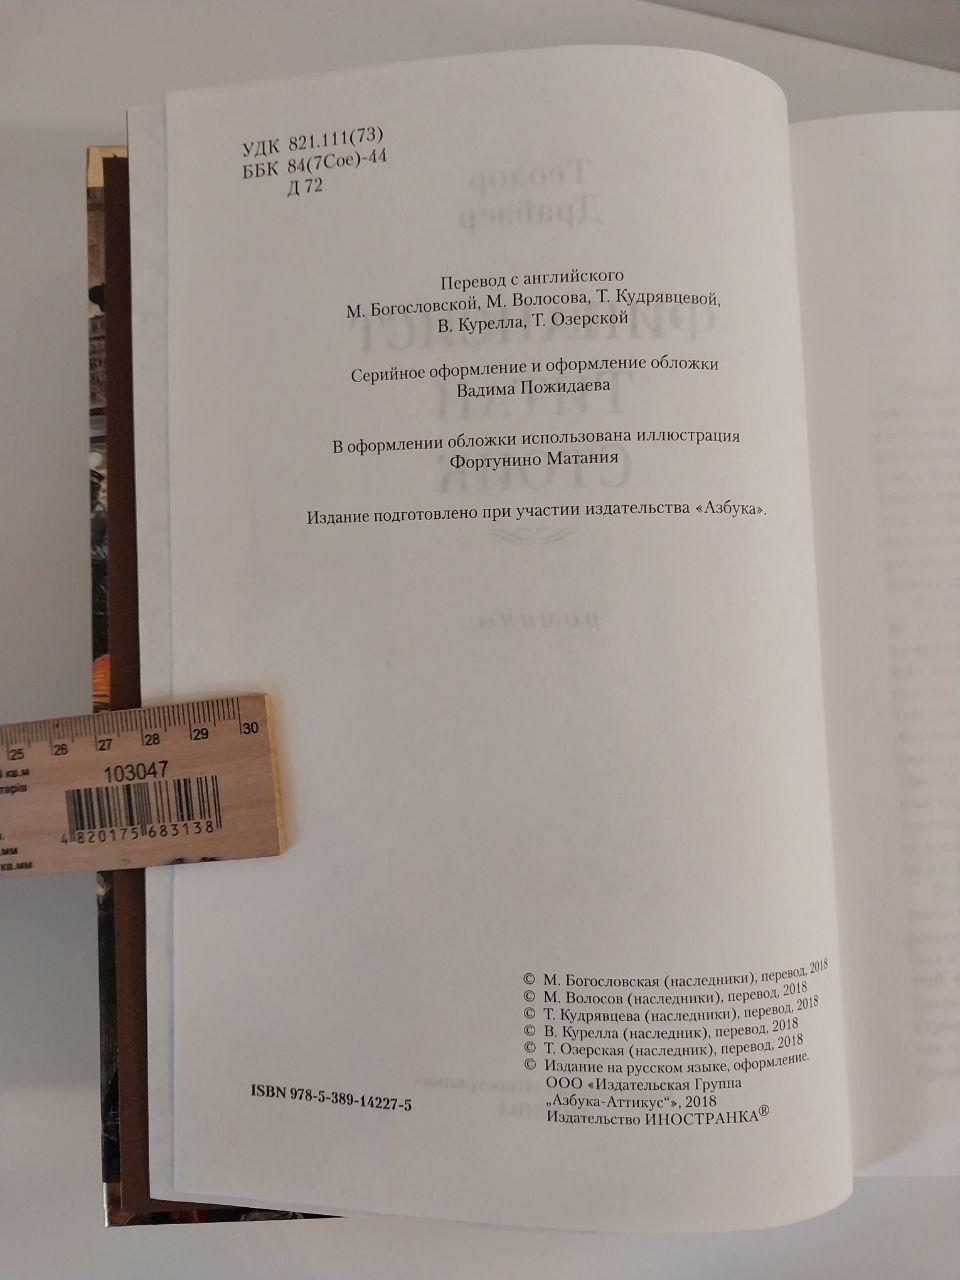 УДК 821.111(73)
ББК 84(7Сое)-44
Д 72
Перевод с английского
М. Богословской, М. Волосова, Т. Кудрявцевой,
В. Курелла, Т. Озерской
Серийное оформление и оформление обложки
Вадима Пожидаева
В оформлении обложки использована иллюстрация
Фортунино Матания
Издание подготовлено при участии издательства «Азбука».
25 26 27 28 29 30
кв.м
103047
4 820175 683138
мм
кв.мм
© М. Богословская (наследники), перевод, 2018
© М. Волосов (наследники), перевод, 2018
© Т. Кудрявцева (наследники), перевод, 2018
© В. Курелла (наследник), перевод, 2018
© Т. Озерская (наследник), перевод, 2018
© Издание на русском языке, оформление.
ООО «Издательская Группа
„Азбука-Аттикус“», 2018
Издательство ИНОСТРАНКА®
ISBN 978-5-389-14227-5